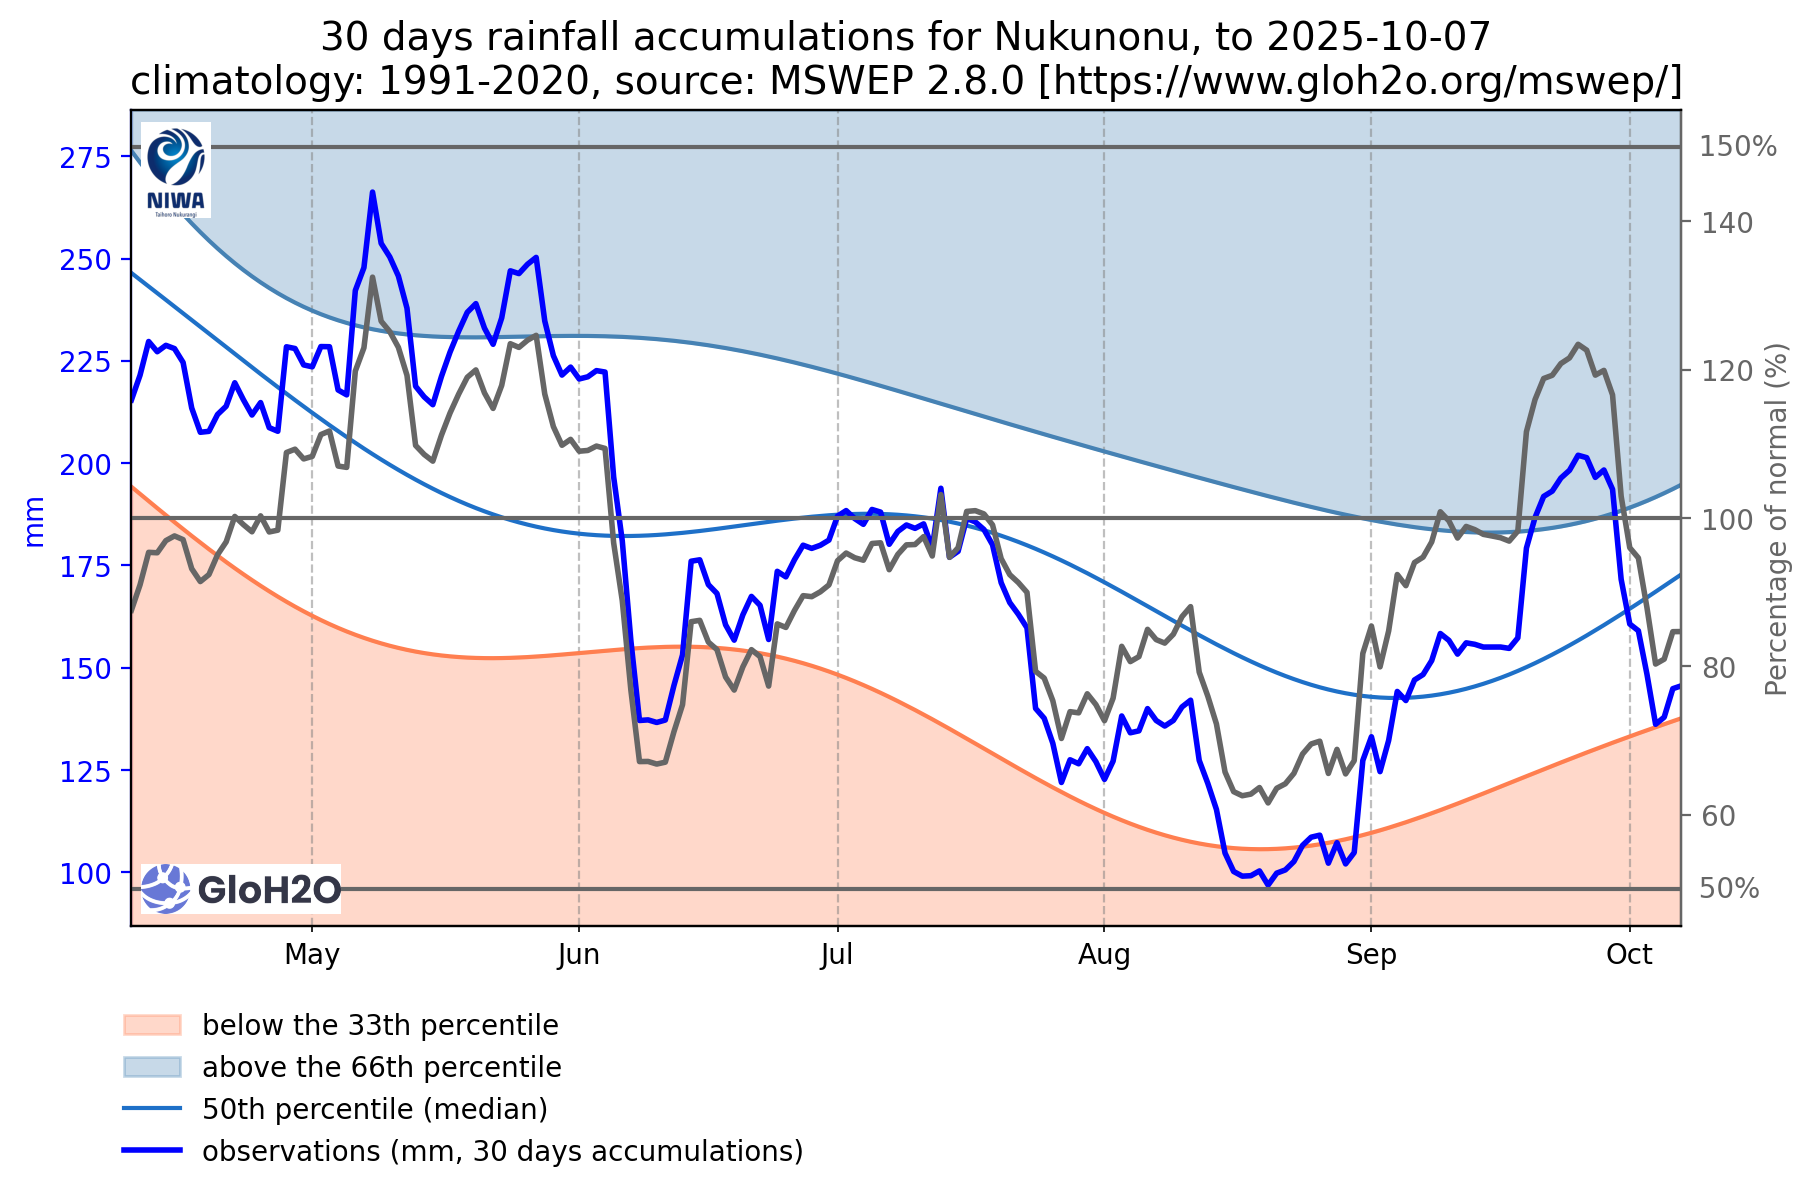 30 days rainfall accumulations for Nukunonu, to 2025-10-07
climatology: 1991-2020, source: MSWEP 2.8.0 [https://www.gloh2o.org/mswep/]
NIWA
Taihoro Nukurangi
275
250
225
200
175
150
125
100
mm
150%
140
120
100
80
60
50%
Percentage of normal (%)
GloH2O
May
Jun
Jul
Aug
Sep
Oct
below the 33th percentile
above the 66th percentile
50th percentile (median)
observations (mm, 30 days accumulations)